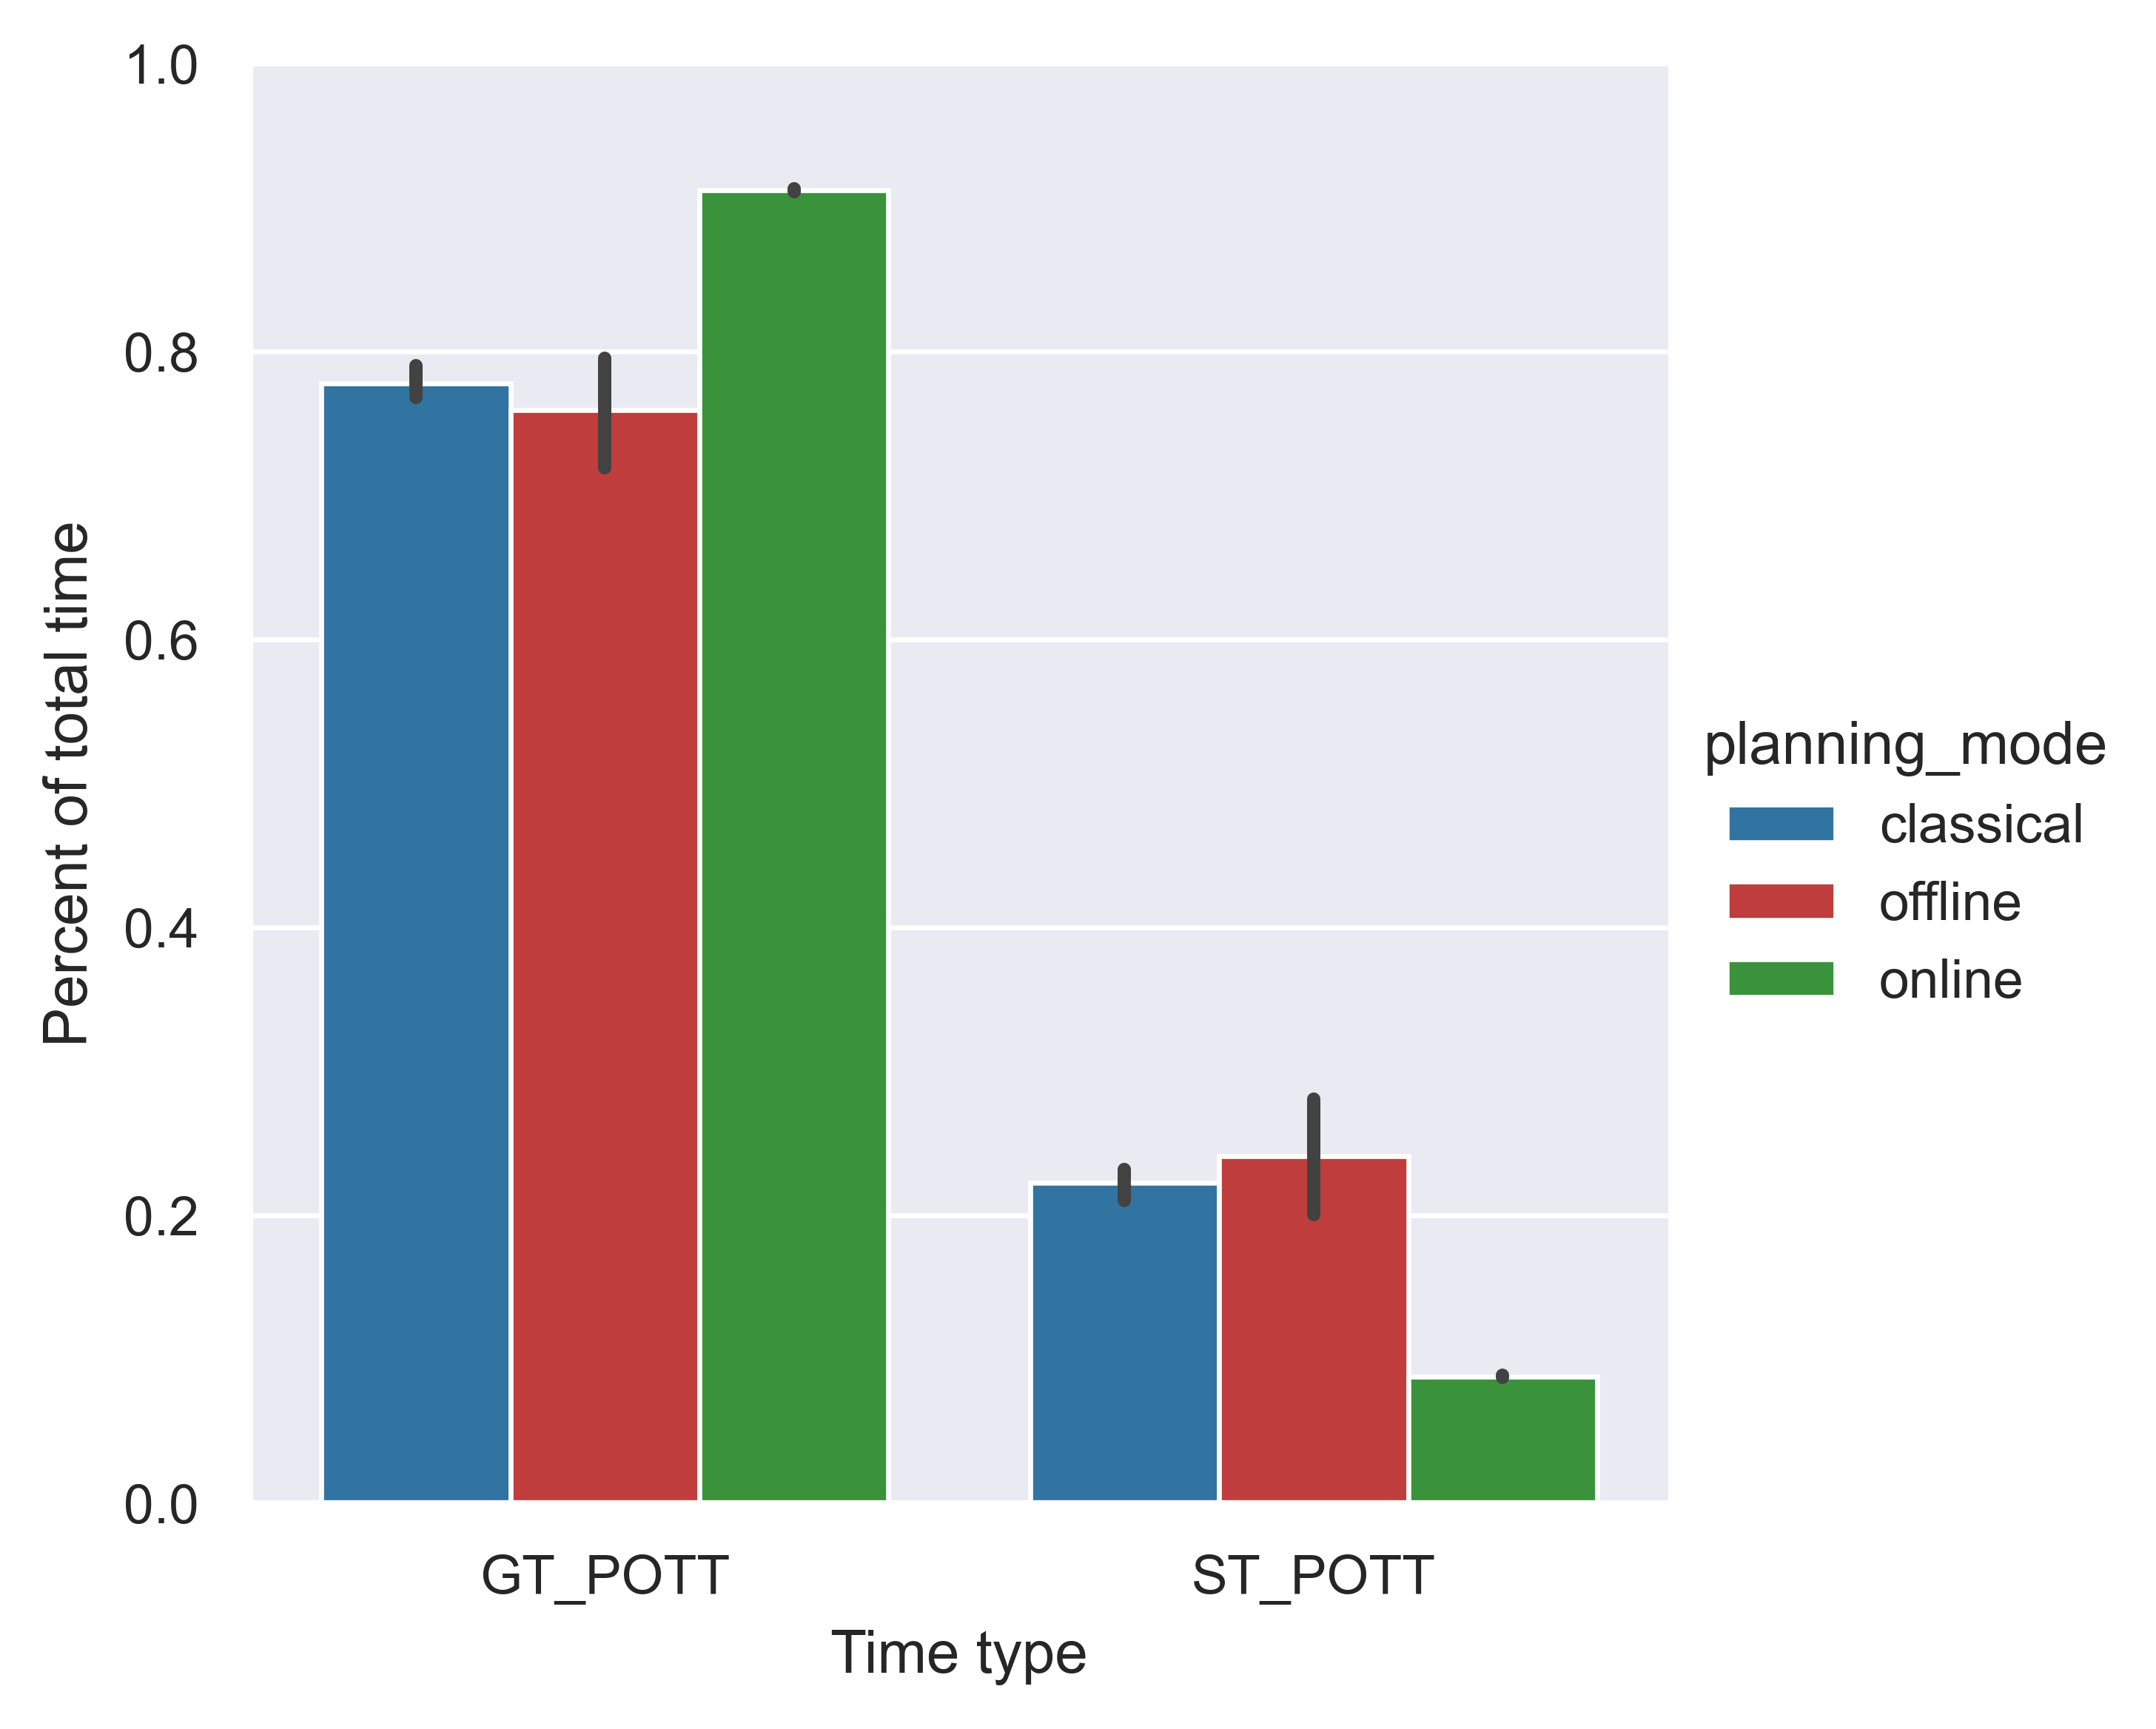 1.0
0.8
0.6
0.4
0.2
0.0
Percent of total time
GT_POTT
ST_POTT
Time type
planning_mode
classical
offline
online